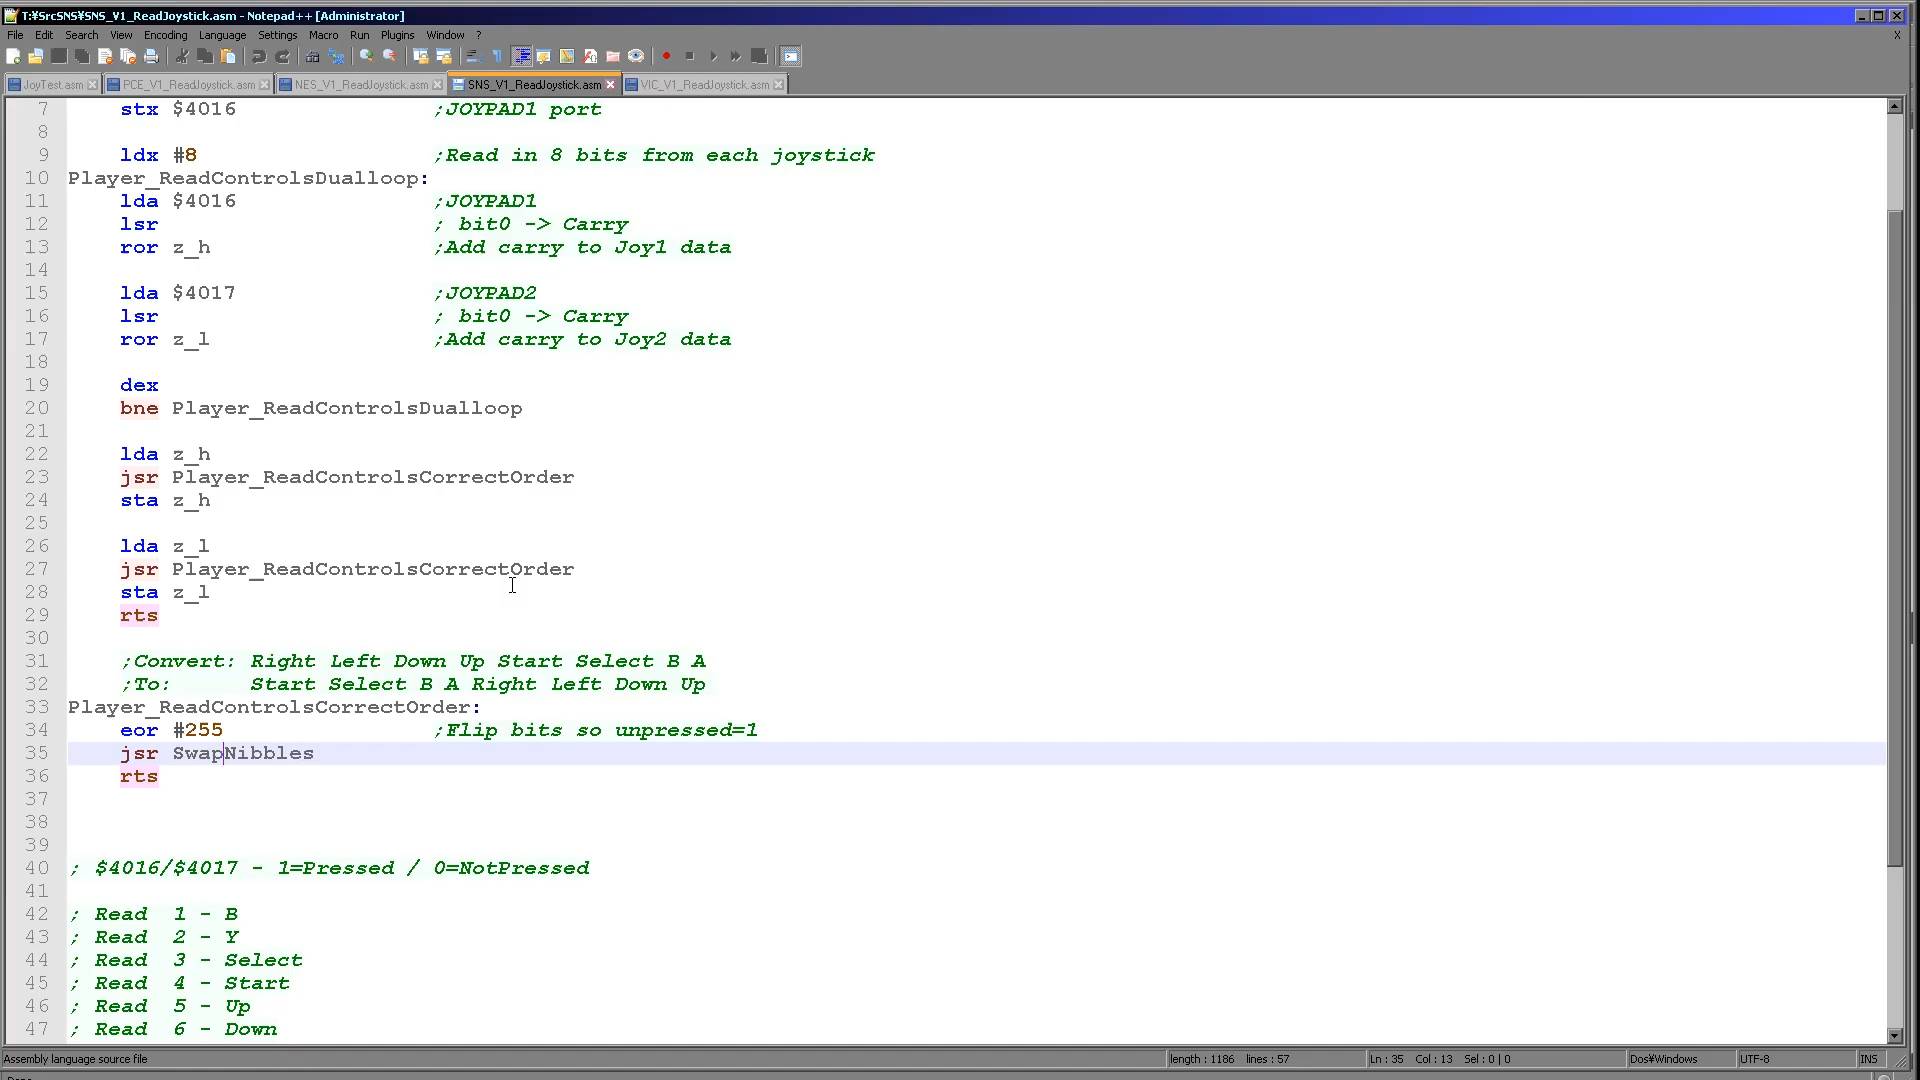 T:¥SrcSNS¥SNS_V1_ReadJoystick.asm - Notepad++ [Administrator]
File Edit Search View Encoding Language Settings Macro Run Plugins Window ? X
JoyTest.asm PCE_V1_ReadJoystick.asm NES_V1_ReadJoystick.asm SNS_V1_ReadJoystick.asm VIC_V1_ReadJoystick.asm
7 stx $4016 ;JOYPAD1 port
8
9 ldx #8 ;Read in 8 bits from each joystick
10 Player_ReadControlsDualloop:
11 lda $4016 ;JOYPAD1
12 lsr ; bit0 -> Carry
13 ror z_h ;Add carry to Joy1 data
14
15 lda $4017 ;JOYPAD2
16 lsr ; bit0 -> Carry
17 ror z_l ;Add carry to Joy2 data
18
19 dex
20 bne Player_ReadControlsDualloop
21
22 lda z_h
23 jsr Player_ReadControlsCorrectOrder
24 sta z_h
25
26 lda z_l
27 jsr Player_ReadControlsCorrectOrder
28 sta z_l
29 rts
30
31 ;Convert: Right Left Down Up Start Select B A
32 ;To: Start Select B A Right Left Down Up
33 Player_ReadControlsCorrectOrder:
34 eor #255 ;Flip bits so unpressed=1
35 jsr SwapNibbles
36 rts
37
38
39
40 ; $4016/$4017 - 1=Pressed / 0=NotPressed
41
42 ; Read 1 - B
43 ; Read 2 - Y
44 ; Read 3 - Select
45 ; Read 4 - Start
46 ; Read 5 - Up
47 ; Read 6 - Down
Assembly language source file length : 1186 lines : 57 Ln : 35 Col : 13 Sel : 0 | 0 Dos¥Windows UTF-8 INS